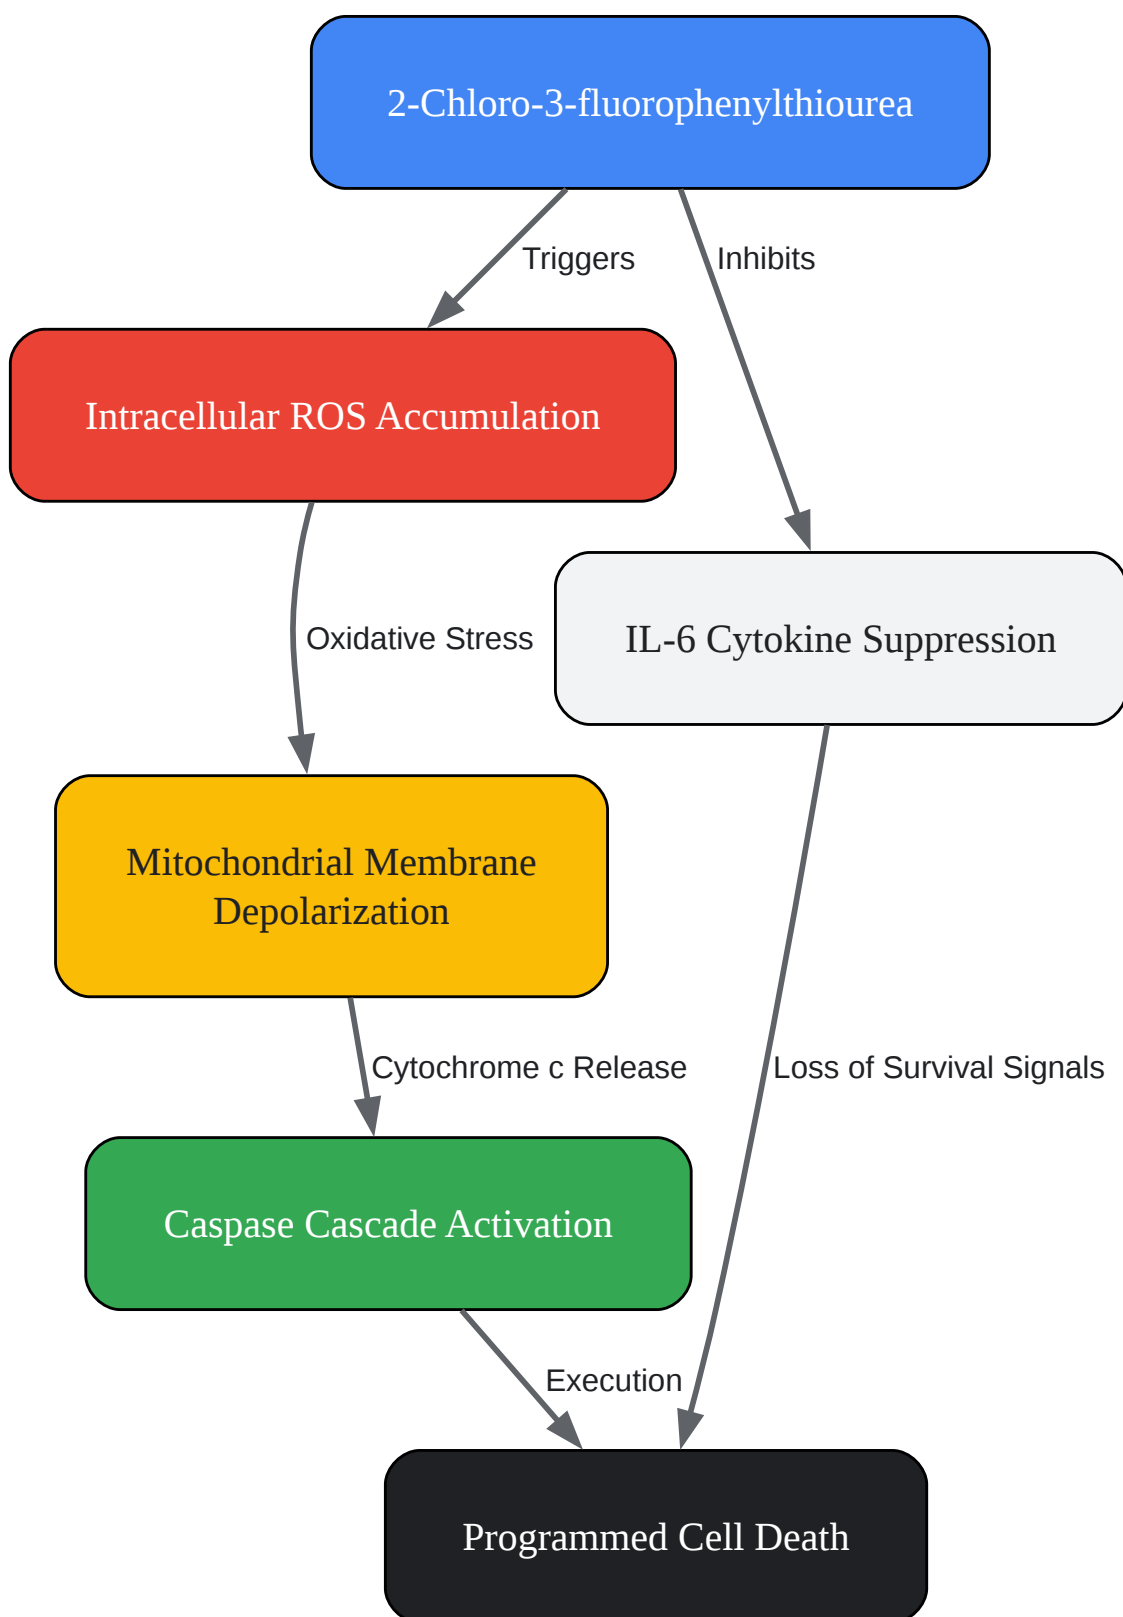 2-Chloro-3-fluorophenylthiourea
Triggers
Inhibits
Intracellular ROS Accumulation
Oxidative Stress
IL-6 Cytokine Suppression
Mitochondrial Membrane
Depolarization
Cytochrome c Release
Loss of Survival Signals
Caspase Cascade Activation
Execution
Programmed Cell Death